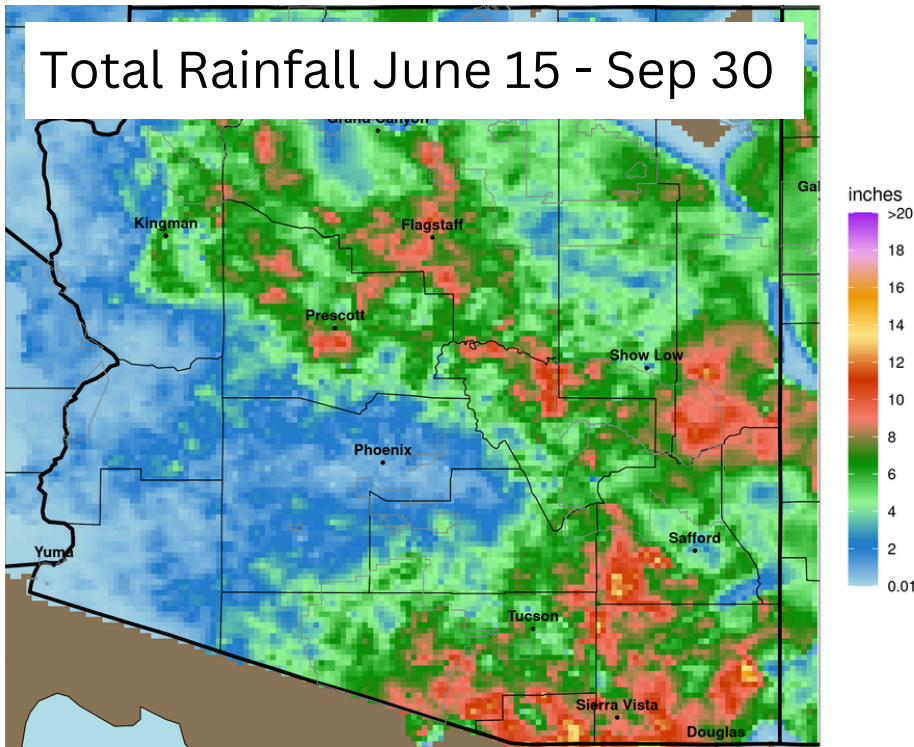 Total Rainfall June 15 - Sep 30
Grand Canyon
Gal
inches
>20
18
16
14
12
10
8
6
4
2
0.01
Kingman
Flagstaff
Prescott
Show Low
Phoenix
Safford
Yuma
Tucson
Sierra Vista
Douglas